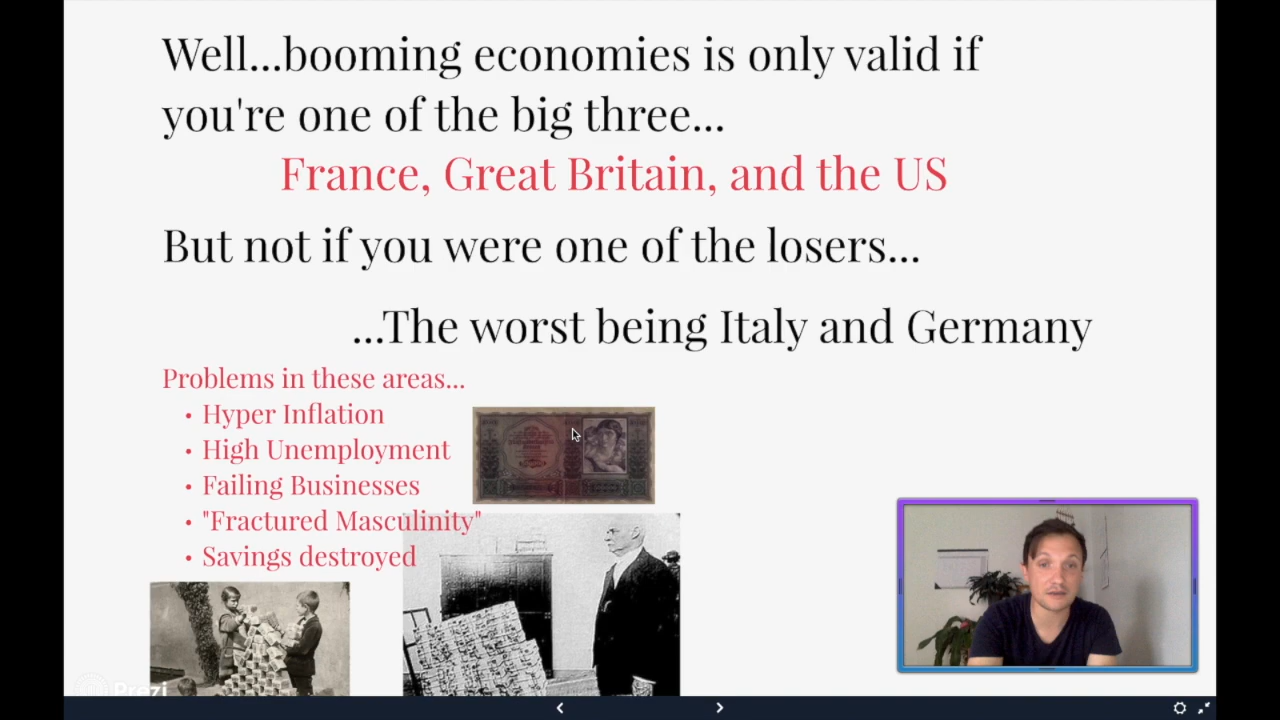 Well...booming economies is only valid if
you're one of the big three...
France, Great Britain, and the US
But not if you were one of the losers...
...The worst being Italy and Germany
Problems in these areas...
• Hyper Inflation
• High Unemployment
• Failing Businesses
• "Fractured Masculinity"
• Savings destroyed
Prezi